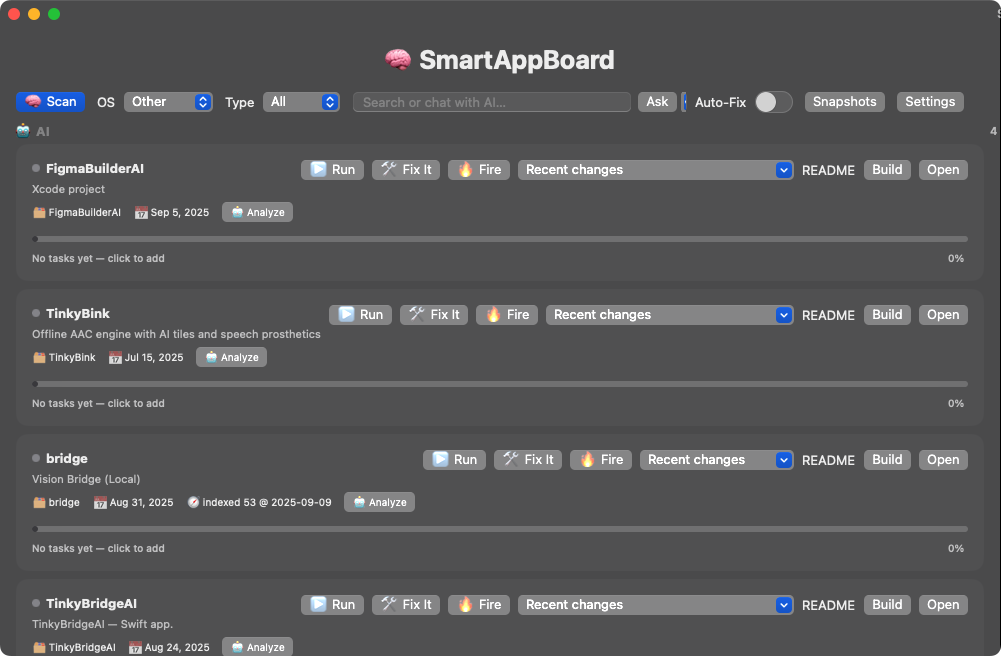 SmartAppBoard
Scan OS Other Type All Search or chat with AI... Ask Auto-Fix Snapshots Settings
AI 4
FigmaBuilderAI Run Fix It Fire Recent changes README Build Open
Xcode project
FigmaBuilderAI 17 Sep 5, 2025 Analyze
No tasks yet — click to add 0%
TinkyBink Run Fix It Fire Recent changes README Build Open
Offline AAC engine with AI tiles and speech prosthetics
TinkyBink 17 Jul 15, 2025 Analyze
No tasks yet — click to add 0%
bridge Run Fix It Fire Recent changes README Build Open
Vision Bridge (Local)
bridge 17 Aug 31, 2025 indexed 53 @ 2025-09-09 Analyze
No tasks yet — click to add 0%
TinkyBridgeAI Run Fix It Fire Recent changes README Build Open
TinkyBridgeAI — Swift app.
TinkyBridgeAI 17 Aug 24, 2025 Analyze